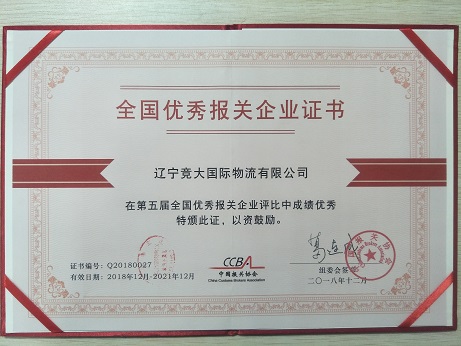 全国优秀报关企业证书
辽宁竞大国际物流有限公司
在第五届全国优秀报关企业评比中成绩优秀
特颁此证，以资鼓励。
证书编号：Q20180027
有效日期：2018年12月-2021年12月
CCBA
中国报关协会
China Customs Brokers Association
组委会签
二〇一八年十二月